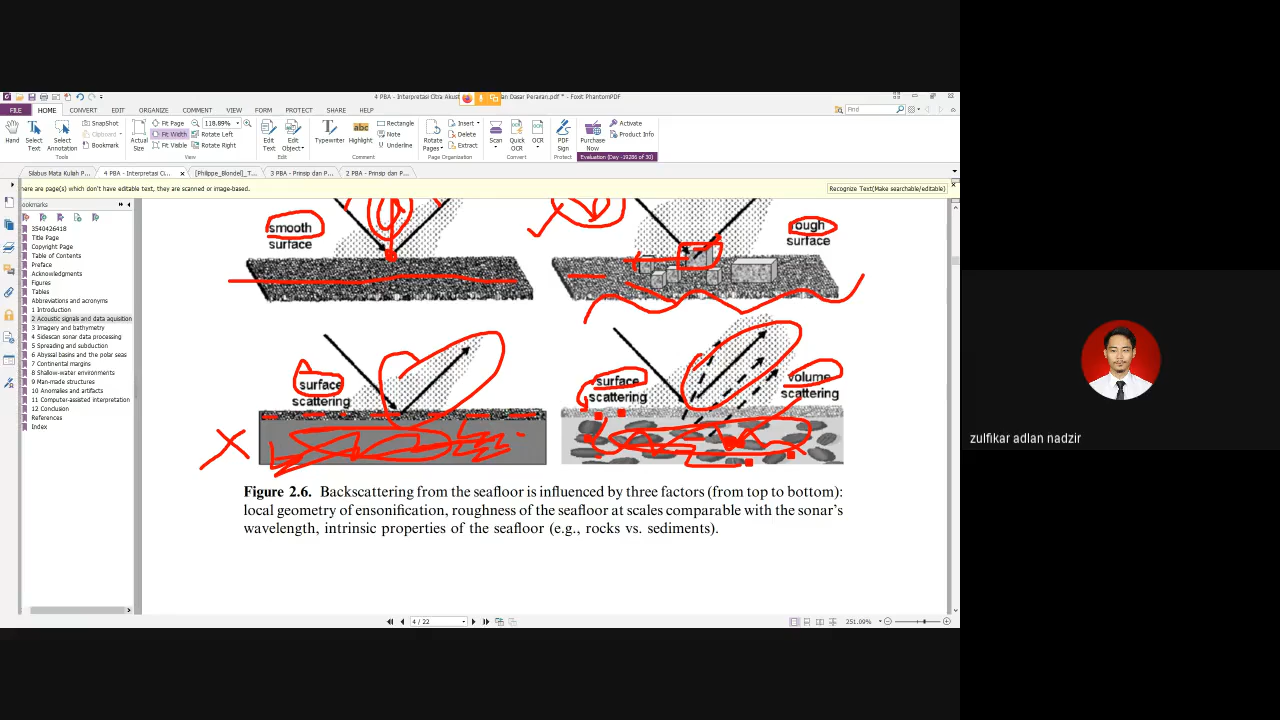 4 PBA - Interpretasi Citra Akust
an Dasar Perairan.pdf * - Foxit PhantomPDF
FILE HOME CONVERT EDIT ORGANIZE COMMENT VIEW FORM PROTECT SHARE HELP
Find
Hand
Select Text
Select Annotation
SnapShot
Clipboard
Bookmark
Tools
Actual Size
Fit Page
Fit Width
Fit Visible
118.89%
Rotate Left
Rotate Right
View
Edit Text
Edit Object
Edit
Typewriter
Highlight
Rectangle
Note
Underline
Comment
Rotate Pages
Insert
Delete
Extract
Page Organization
Scan
Quick OCR
OCR
Convert
PDF Sign
Protect
Purchase Now
Activate
Product Info
Evaluation (Day -19286 of 30)
Silabus Mata Kuliah P...
4 PBA - Interpretasi Ci...
[Philippe_Blondel]_T...
3 PBA - Prinsip dan P...
2 PBA - Prinsip dan P...
here are page(s) which don't have editable text, they are scanned or image-based.
Recognize Text(Make searchable/editable)
ookmarks
3540426418
Title Page
Copyright Page
Table of Contents
Preface
Acknowledgments
Figures
Tables
Abbreviations and acronyms
1 Introduction
2 Acoustic signals and data aquisition
3 Imagery and bathymetry
4 Sidescan sonar data processing
5 Spreading and subduction
6 Abyssal basins and the polar seas
7 Continental margins
8 Shallow-water environments
9 Man-made structures
10 Anomalies and artifacts
11 Computer-assisted interpretation
12 Conclusion
References
Index
smooth
surface
rough
surface
surface
scattering
surface
scattering
volume
scattering
Figure 2.6. Backscattering from the seafloor is influenced by three factors (from top to bottom):
local geometry of ensonification, roughness of the seafloor at scales comparable with the sonar's
wavelength, intrinsic properties of the seafloor (e.g., rocks vs. sediments).
4 / 22
251.09%
zulfikar adlan nadzir